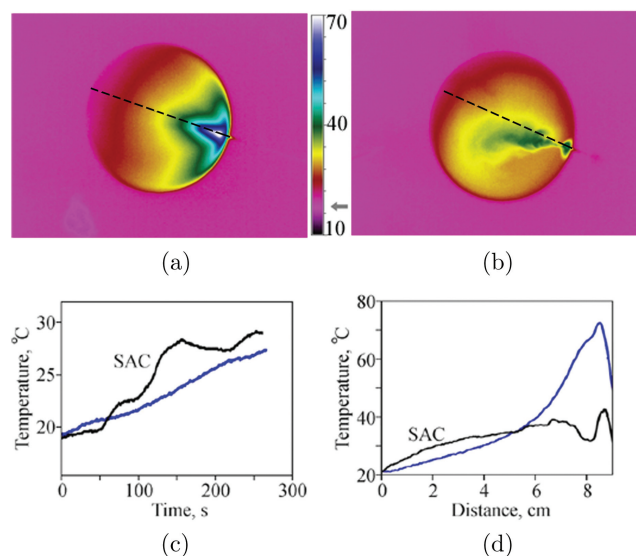 70
40
10
(a)
(b)
Temperature, °C
30
25
20
SAC
0
100
200
300
Time, s
(c)
Temperature, °C
80
60
40
20
SAC
0
2
4
6
8
Distance, cm
(d)